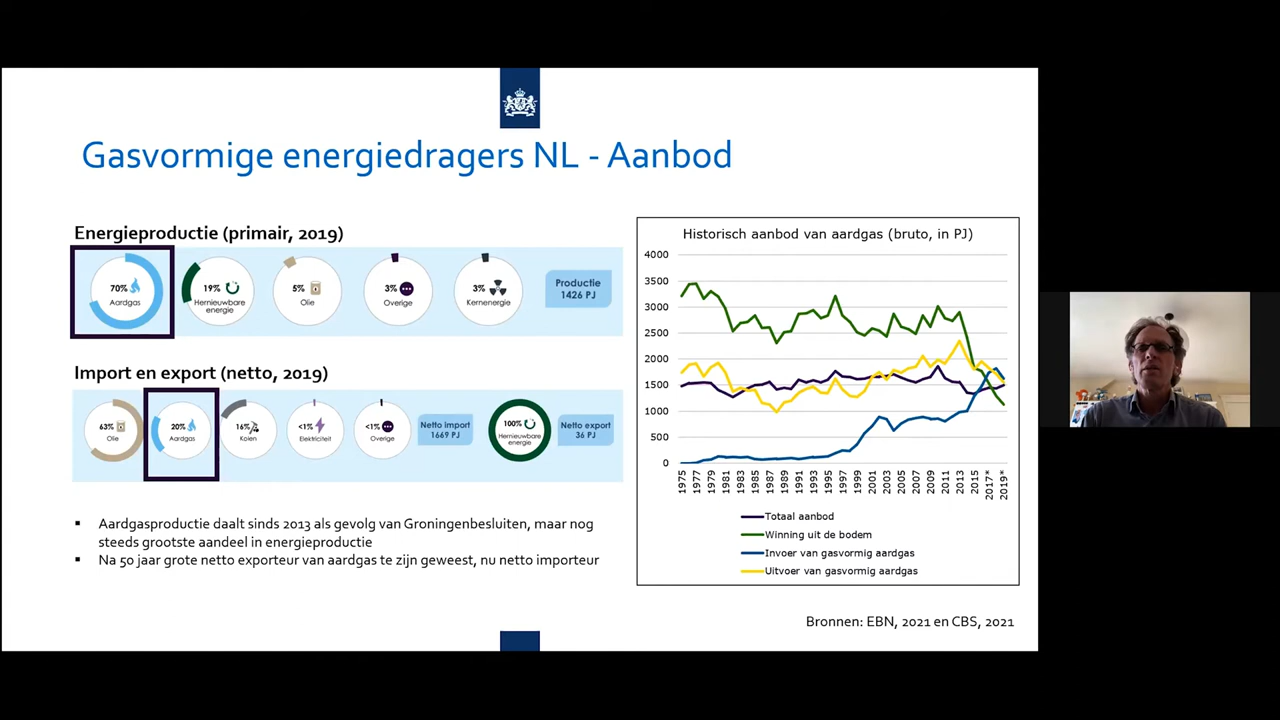 Gasvormige energiedragers NL - Aanbod
Energieproductie (primair, 2019)
70%
Aardgas
19%
Hernieuwbare
energie
5%
Olie
3%
Overige
3%
Kernenergie
Productie
1426 PJ
Import en export (netto, 2019)
63%
Olie
20%
Aardgas
16%
Kolen
<1%
Elektriciteit
<1%
Overige
Netto import
1669 PJ
100%
Hernieuwbare
energie
Netto export
36 PJ
▪ Aardgasproductie daalt sinds 2013 als gevolg van Groningenbesluiten, maar nog
steeds grootste aandeel in energieproductie
▪ Na 50 jaar grote netto exporteur van aardgas te zijn geweest, nu netto importeur
Historisch aanbod van aardgas (bruto, in PJ)
4000
3500
3000
2500
2000
1500
1000
500
0
1975 1977 1979 1981 1983 1985 1987 1989 1991 1993 1995 1997 1999 2001 2003 2005 2007 2009 2011 2013 2015 2017* 2019*
Totaal aanbod
Winning uit de bodem
Invoer van gasvormig aardgas
Uitvoer van gasvormig aardgas
Bronnen: EBN, 2021 en CBS, 2021